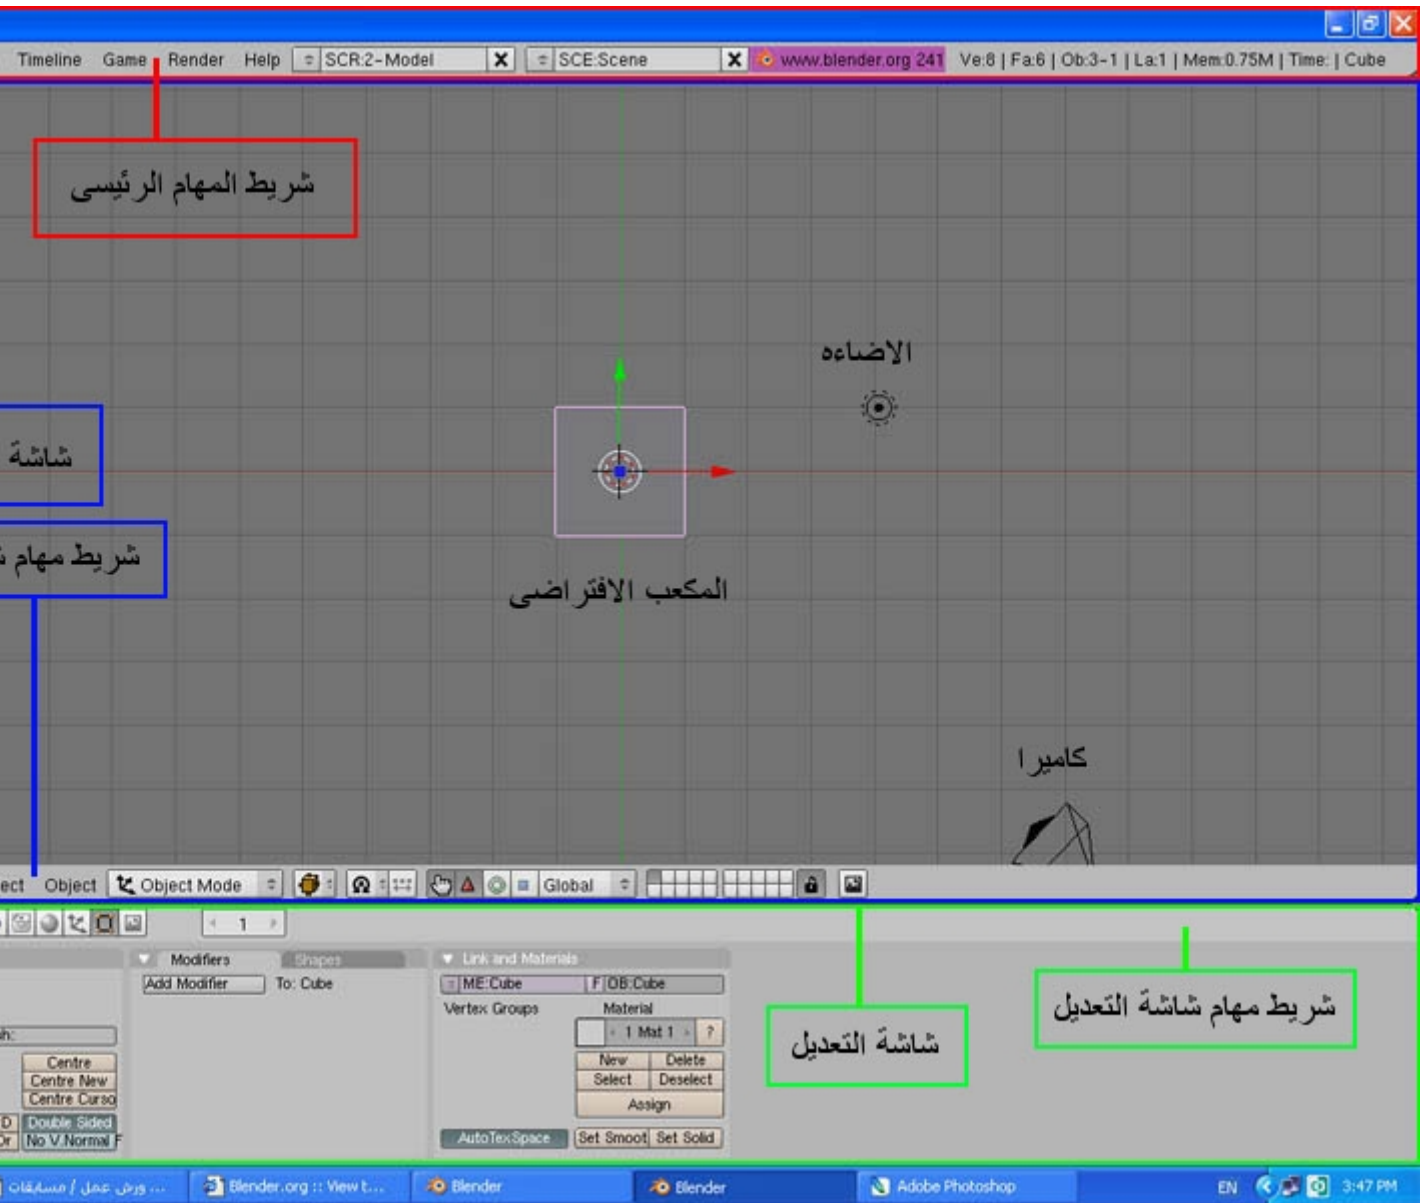 Timeline Game Render Help SCR:2-Model X SCE:Scene X www.blender.org 241 Ve:8 | Fa:6 | Ob:3-1 | La:1 | Mem:0.75M | Time: | Cube
شريط المهام الرئيسى
الاضاءه
شاشة
شريط مهام
المكعب الافتراضى
كاميرا
ect Object Object Mode Global
1
Modifiers Shapes Link and Materials
Add Modifier To: Cube ME:Cube F OB:Cube
Vertex Groups Material
1 Mat 1 ?
شريط مهام شاشة التعديل
شاشة التعديل
Centre New Delete
Centre New Select Deselect
Centre Curso Assign
Double Sided
No V.Normal F AutoTexSpace Set Smoot Set Solid
ورش عمل / مسابقات ... Blender.org :: View t... Blender Blender Adobe Photoshop EN 3:47 PM